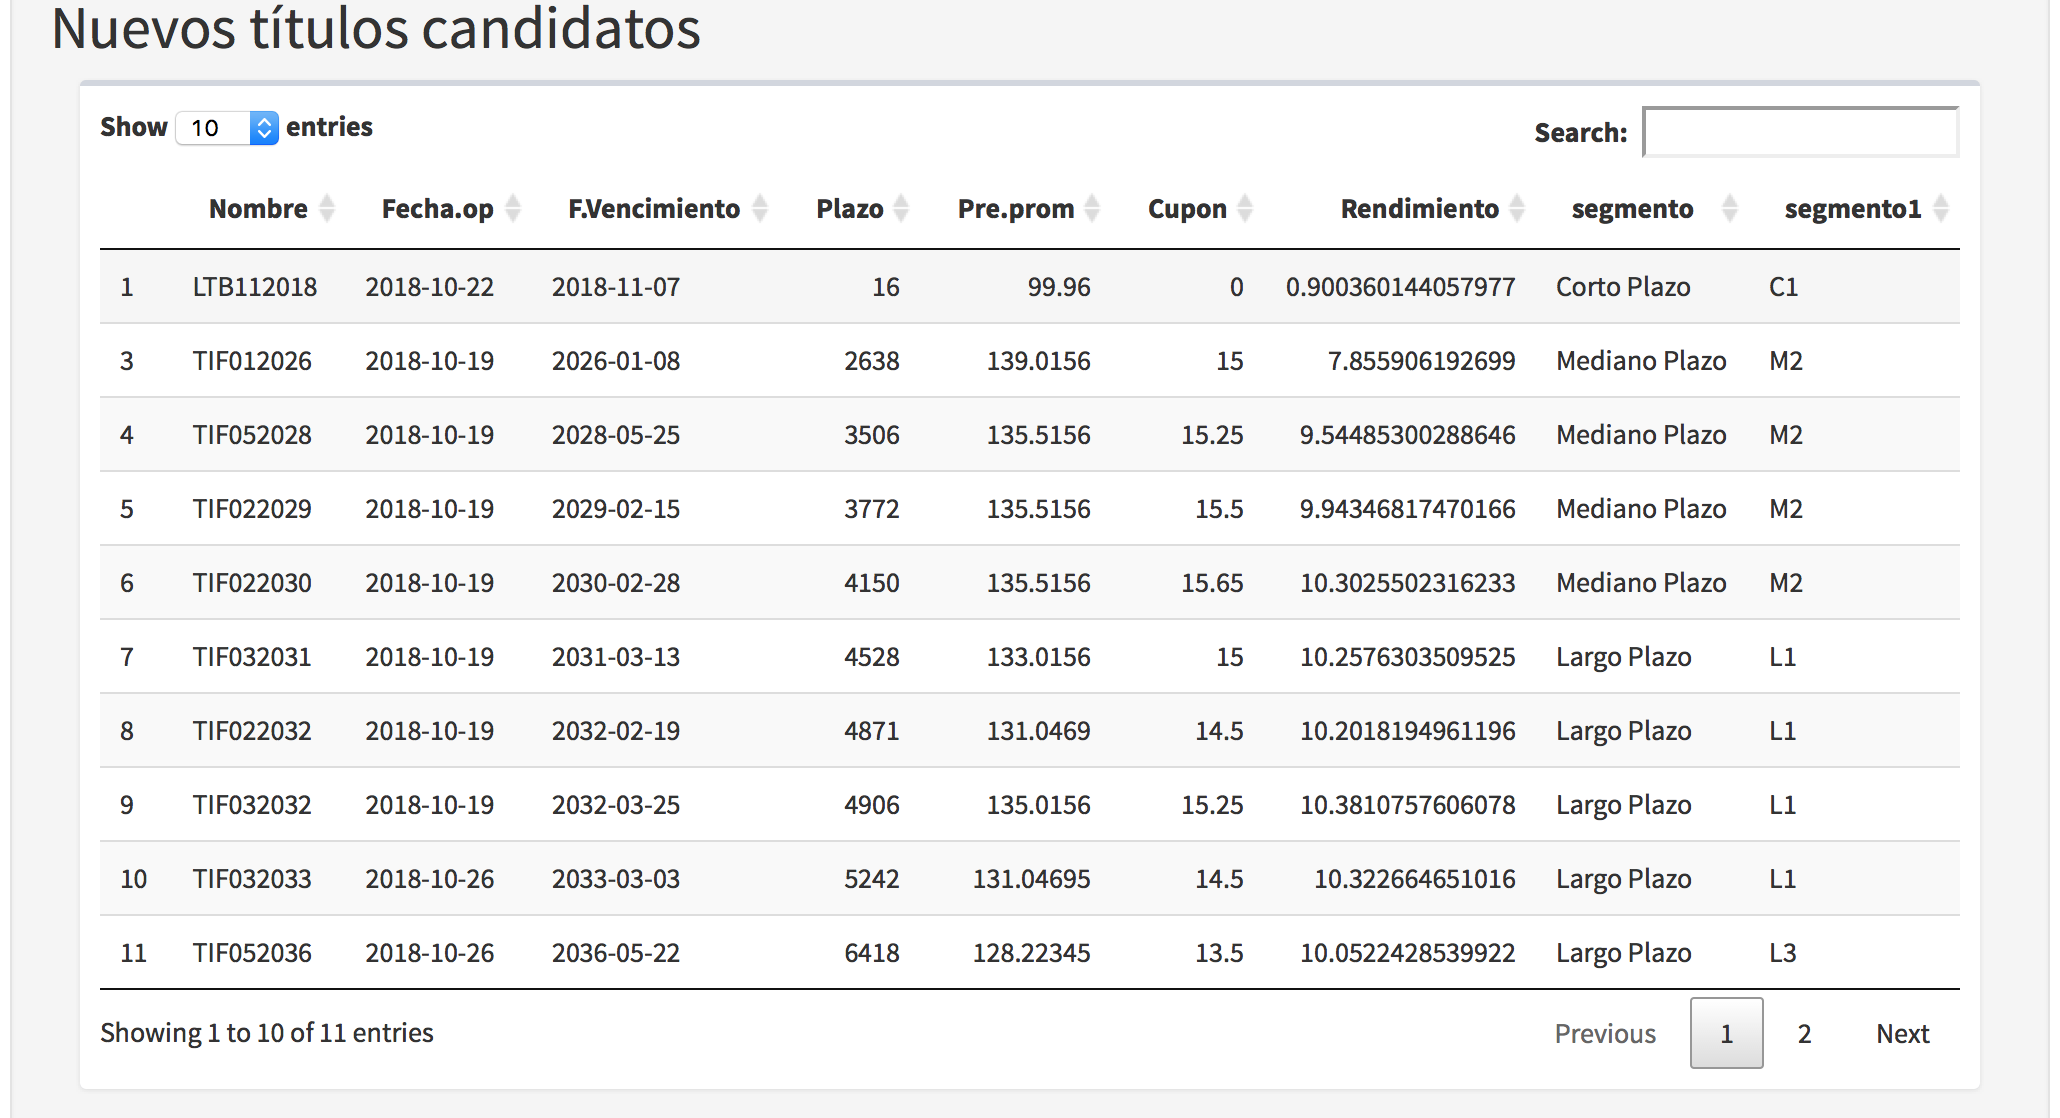 Nuevos títulos candidatos
Show 10 entries
Search:
Nombre Fecha.op F.Vencimiento Plazo Pre.prom Cupon Rendimiento segmento segmento1
1 LTB112018 2018-10-22 2018-11-07 16 99.96 0 0.900360144057977 Corto Plazo C1
3 TIF012026 2018-10-19 2026-01-08 2638 139.0156 15 7.855906192699 Mediano Plazo M2
4 TIF052028 2018-10-19 2028-05-25 3506 135.5156 15.25 9.54485300288646 Mediano Plazo M2
5 TIF022029 2018-10-19 2029-02-15 3772 135.5156 15.5 9.94346817470166 Mediano Plazo M2
6 TIF022030 2018-10-19 2030-02-28 4150 135.5156 15.65 10.3025502316233 Mediano Plazo M2
7 TIF032031 2018-10-19 2031-03-13 4528 133.0156 15 10.2576303509525 Largo Plazo L1
8 TIF022032 2018-10-19 2032-02-19 4871 131.0469 14.5 10.2018194961196 Largo Plazo L1
9 TIF032032 2018-10-19 2032-03-25 4906 135.0156 15.25 10.3810757606078 Largo Plazo L1
10 TIF032033 2018-10-26 2033-03-03 5242 131.04695 14.5 10.322664651016 Largo Plazo L1
11 TIF052036 2018-10-26 2036-05-22 6418 128.22345 13.5 10.0522428539922 Largo Plazo L3
Showing 1 to 10 of 11 entries
Previous 1 2 Next